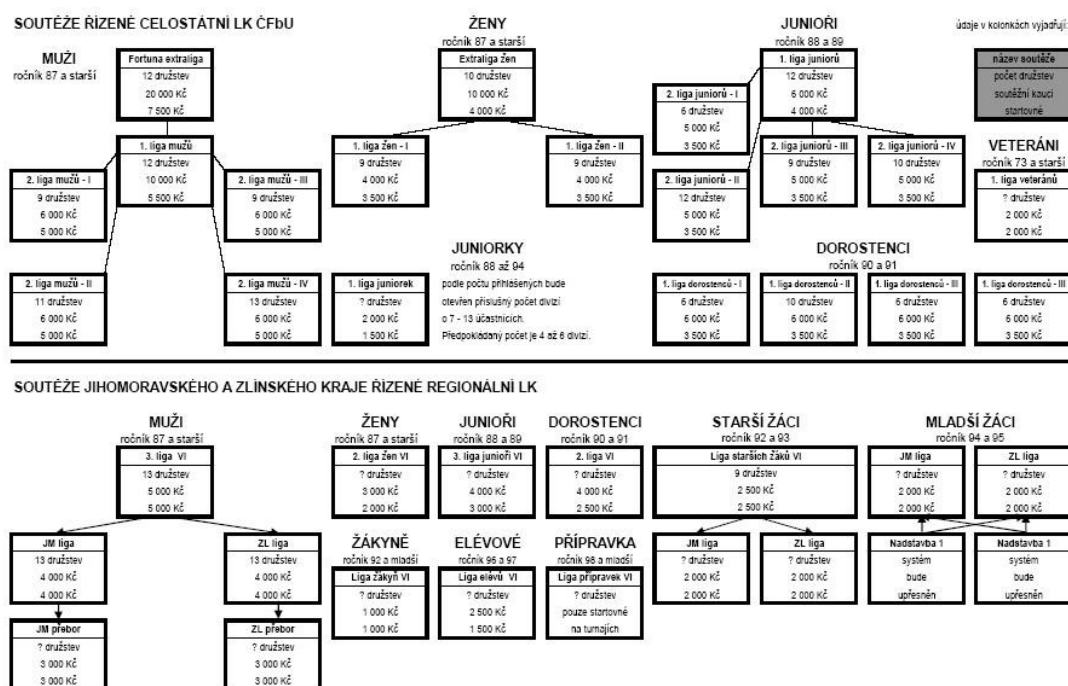 SOUTĚŽE ŘÍZENÉ CELOSTÁTNÍ LK ČFbU
MUŽI
ročník 87 a starší
Fortuna extraliga
12 družstev
20 000 Kč
7 500 Kč
1. liga mužů
12 družstev
10 000 Kč
5 500 Kč
2. liga mužů - I
9 družstev
6 000 Kč
5 000 Kč
2. liga mužů - III
9 družstev
6 000 Kč
5 000 Kč
2. liga mužů - II
11 družstev
6 000 Kč
5 000 Kč
2. liga mužů - IV
13 družstev
6 000 Kč
5 000 Kč
ŽENY
ročník 87 a starší
Extraliga žen
10 družstev
10 000 Kč
4 000 Kč
1. liga žen - I
9 družstev
4 000 Kč
3 500 Kč
1. liga žen - II
9 družstev
4 000 Kč
3 500 Kč
JUNIORKY
ročník 88 až 94
1. liga juniorek
? družstev
2 000 Kč
1 500 Kč
podle počtu přihlášených bude
otevřen příslušný počet divizí
o 7 - 13 účastnicích.
Předpokládaný počet je 4 až 6 divizí.
JUNIOŘI
ročník 88 a 89
1. liga juniorů
12 družstev
6 000 Kč
4 000 Kč
2. liga juniorů - I
6 družstev
5 000 Kč
3 500 Kč
2. liga juniorů - II
12 družstev
5 000 Kč
3 500 Kč
2. liga juniorů - III
9 družstev
5 000 Kč
3 500 Kč
2. liga juniorů - IV
10 družstev
5 000 Kč
3 500 Kč
údaje v kolonkách vyjadřují:
název soutěže
počet družstev
soutěžní kauci
startovné
VETERÁNI
ročník 73 a starší
1. liga veteránů
? družstev
2 000 Kč
2 000 Kč
DOROSTENCI
ročník 90 a 91
1. liga dorostenců - I
6 družstev
6 000 Kč
3 500 Kč
1. liga dorostenců - II
10 družstev
6 000 Kč
3 500 Kč
1. liga dorostenců - III
6 družstev
6 000 Kč
3 500 Kč
1. liga dorostenců - III
6 družstev
6 000 Kč
3 500 Kč
SOUTĚŽE JIHOMORAVSKÉHO A ZLÍNSKÉHO KRAJE ŘÍZENÉ REGIONÁLNÍ LK
MUŽI
ročník 87 a starší
3. liga VI
13 družstev
5 000 Kč
5 000 Kč
JM liga
13 družstev
4 000 Kč
4 000 Kč
ZL liga
13 družstev
4 000 Kč
4 000 Kč
JM přebor
? družstev
3 000 Kč
3 000 Kč
ZL přebor
? družstev
3 000 Kč
3 000 Kč
ŽENY
ročník 87 a starší
2. liga žen VI
? družstev
3 000 Kč
2 000 Kč
JUNIOŘI
ročník 88 a 89
3. liga junioři VI
? družstev
4 000 Kč
3 000 Kč
DOROSTENCI
ročník 90 a 91
2. liga VI
? družstev
4 000 Kč
2 500 Kč
ŽÁKYNĚ
ročník 92 a mladší
Liga žákyň VI
? družstev
1 000 Kč
1 000 Kč
ELÉVOVÉ
ročník 96 a 97
Liga elévů VI
? družstev
2 500 Kč
1 500 Kč
PŘÍPRAVKA
ročník 98 a mladší
Liga přípravek VI
? družstev
pouze startovné
na turnajích
STARŠÍ ŽÁCI
ročník 92 a 93
Liga starších žáků VI
9 družstev
2 500 Kč
2 500 Kč
JM liga
? družstev
2 000 Kč
2 000 Kč
ZL liga
? družstev
2 000 Kč
2 000 Kč
MLADŠÍ ŽÁCI
ročník 94 a 95
JM liga
? družstev
2 000 Kč
2 000 Kč
ZL liga
? družstev
2 000 Kč
2 000 Kč
Nadstavba 1
systém
bude
upřesněn
Nadstavba 1
systém
bude
upřesněn